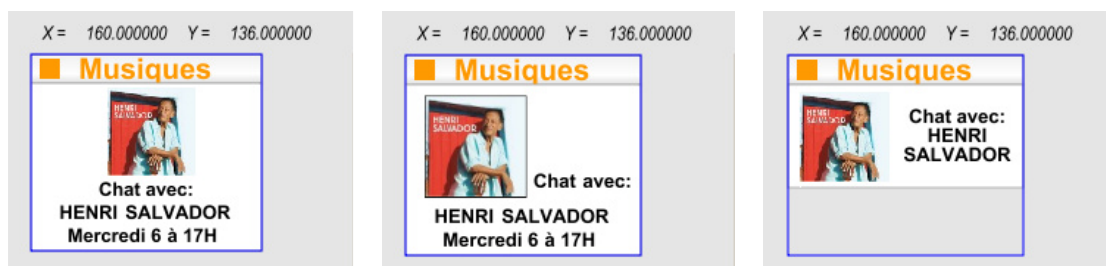 X = 160.000000 Y = 136.000000
Musiques
HENRI
SALVADOR
Chat avec:
HENRI SALVADOR
Mercredi 6 à 17H
X = 160.000000 Y = 136.000000
Musiques
HENRI
SALVADOR
Chat avec:
HENRI SALVADOR
Mercredi 6 à 17H
X = 160.000000 Y = 136.000000
Musiques
HENRI
SALVADOR
Chat avec:
HENRI
SALVADOR